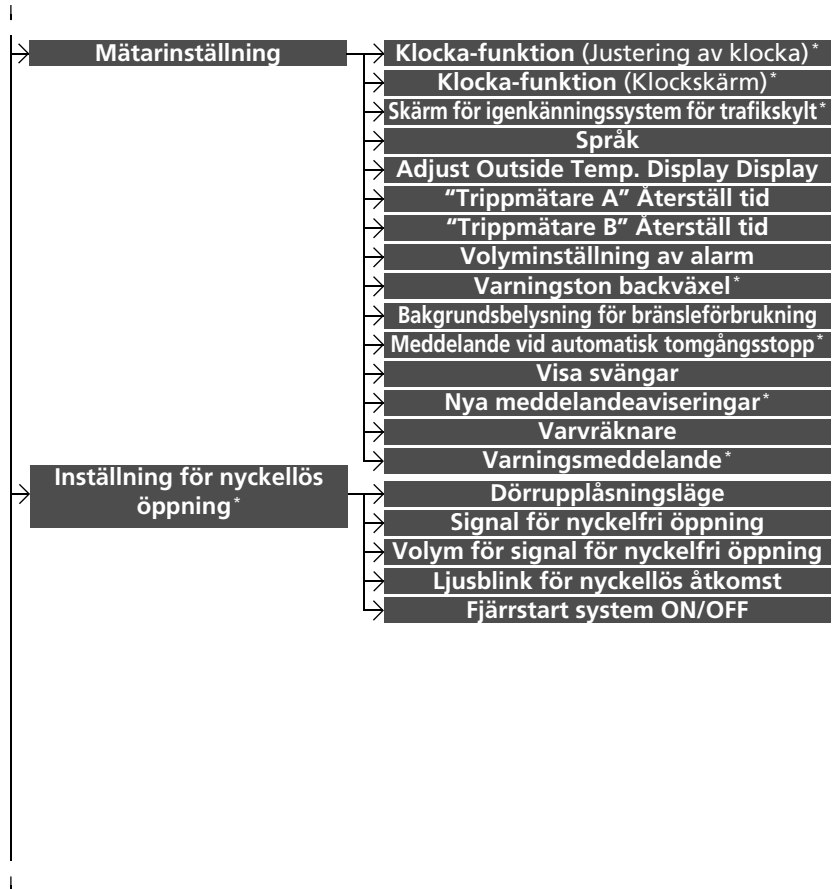 Mätarinställning
Klocka-funktion (Justering av klocka)*
Klocka-funktion (Klockskärm)*
Skärm för igenkänningssystem för trafikskylt*
Språk
Adjust Outside Temp. Display Display
“Trippmätare A” Återställ tid
“Trippmätare B” Återställ tid
Volyminställning av alarm
Varningston backväxel*
Bakgrundsbelysning för bränsleförbrukning
Meddelande vid automatisk tomgångsstopp*
Visa svängar
Nya meddelandeaviseringar*
Varvräknare
Varningsmeddelande*
Inställning för nyckellös
öppning*
Dörrupplåsningsläge
Signal för nyckelfri öppning
Volym för signal för nyckelfri öppning
Ljusblink för nyckellös åtkomst
Fjärrstart system ON/OFF